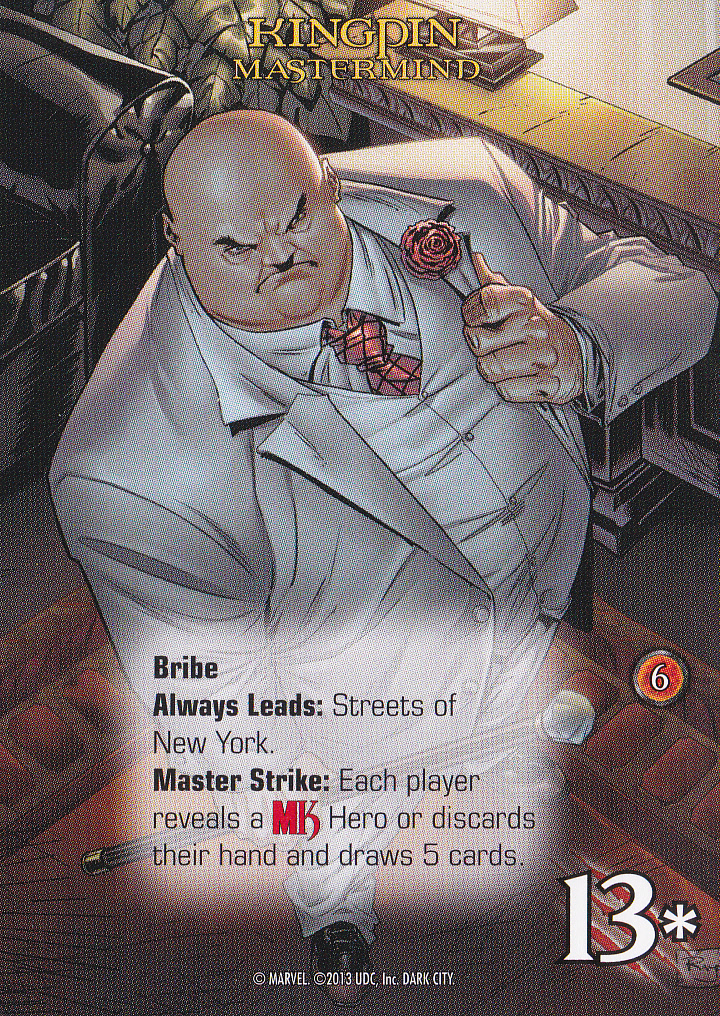 KINGPIN
MASTERMIND
Bribe
Always Leads: Streets of
New York.
6
Master Strike: Each player
reveals a MK Hero or discards
their hand and draws 5 cards.
13*
© MARVEL. ©2013 UDC, Inc. DARK CITY.